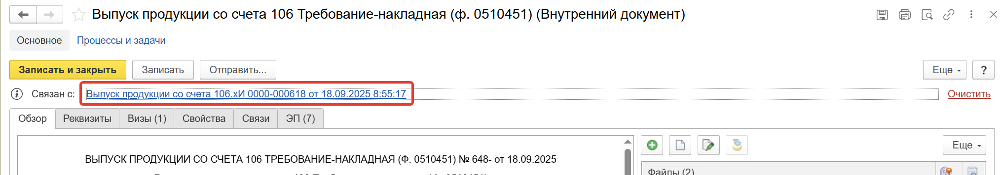 Выпуск продукции со счета 106 Требование-накладная (ф. 0510451) (Внутренний документ)
Основное Процессы и задачи
Записать и закрыть Записать Отправить... Еще ?
Связан с: Выпуск продукции со счета 106.хИ 0000-000618 от 18.09.2025 8:55:17 Очистить
Обзор Реквизиты Визы (1) Свойства Связи ЭП (7)
Еще
ВЫПУСК ПРОДУКЦИИ СО СЧЕТА 106 ТРЕБОВАНИЕ-НАКЛАДНАЯ (Ф. 0510451) № 648- от 18.09.2025
Файлы (2)